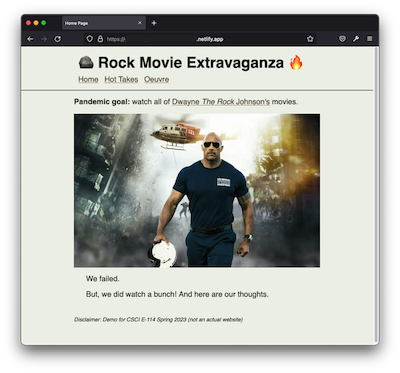 Home Page
https://
.netlify.app
Rock Movie Extravaganza
Home Hot Takes Oeuvre
Pandemic goal: watch all of Dwayne The Rock Johnson's movies.
We failed.
But, we did watch a bunch! And here are our thoughts.
Disclaimer: Demo for CSCI E-114 Spring 2023 (not an actual website)